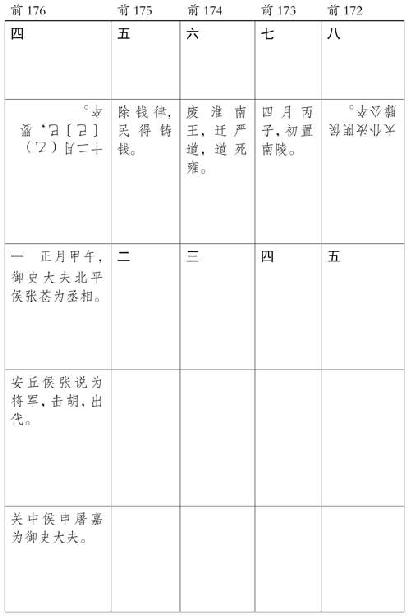 前 176
前 175
前 174
前 173
前 172
四
五
六
七
八
十二月(乙)
〔己〕巳,婴
卒。
除钱律,
民得铸
钱。
废淮南
王,迁严
道,道死
雍。
四月丙
子,初置
南陵。
太仆汝阴侯
滕公卒。
一 正月甲午,
御史大夫北平
侯张苍为丞相。
二
三
四
五
安丘侯张说为
将军,击胡,出
代。
关中侯申屠嘉
为御史大夫。